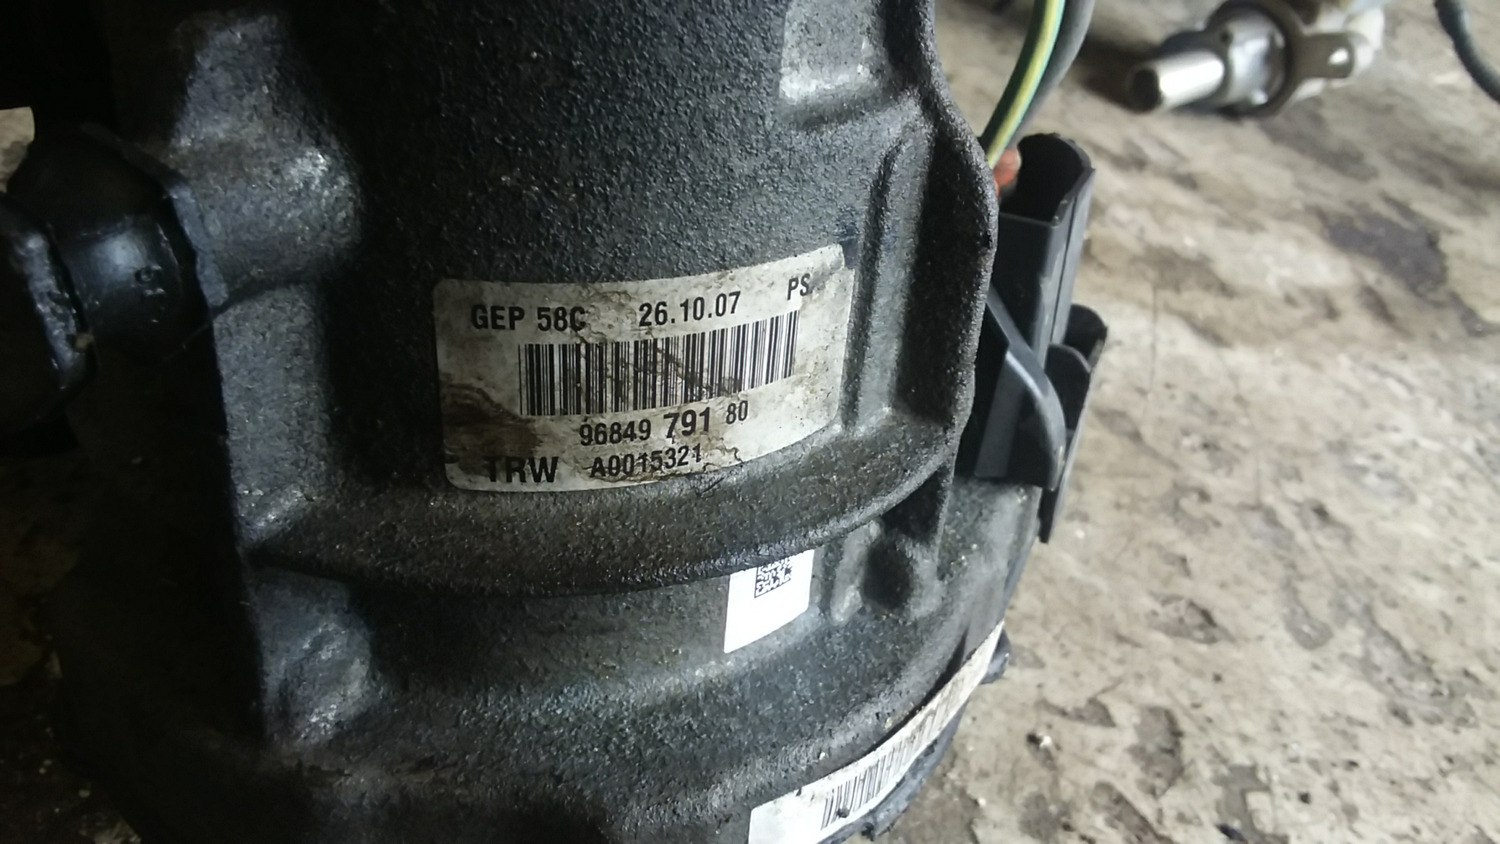 GEP 58C 26.10.07 PS
96849 791 80
TRW A0015321